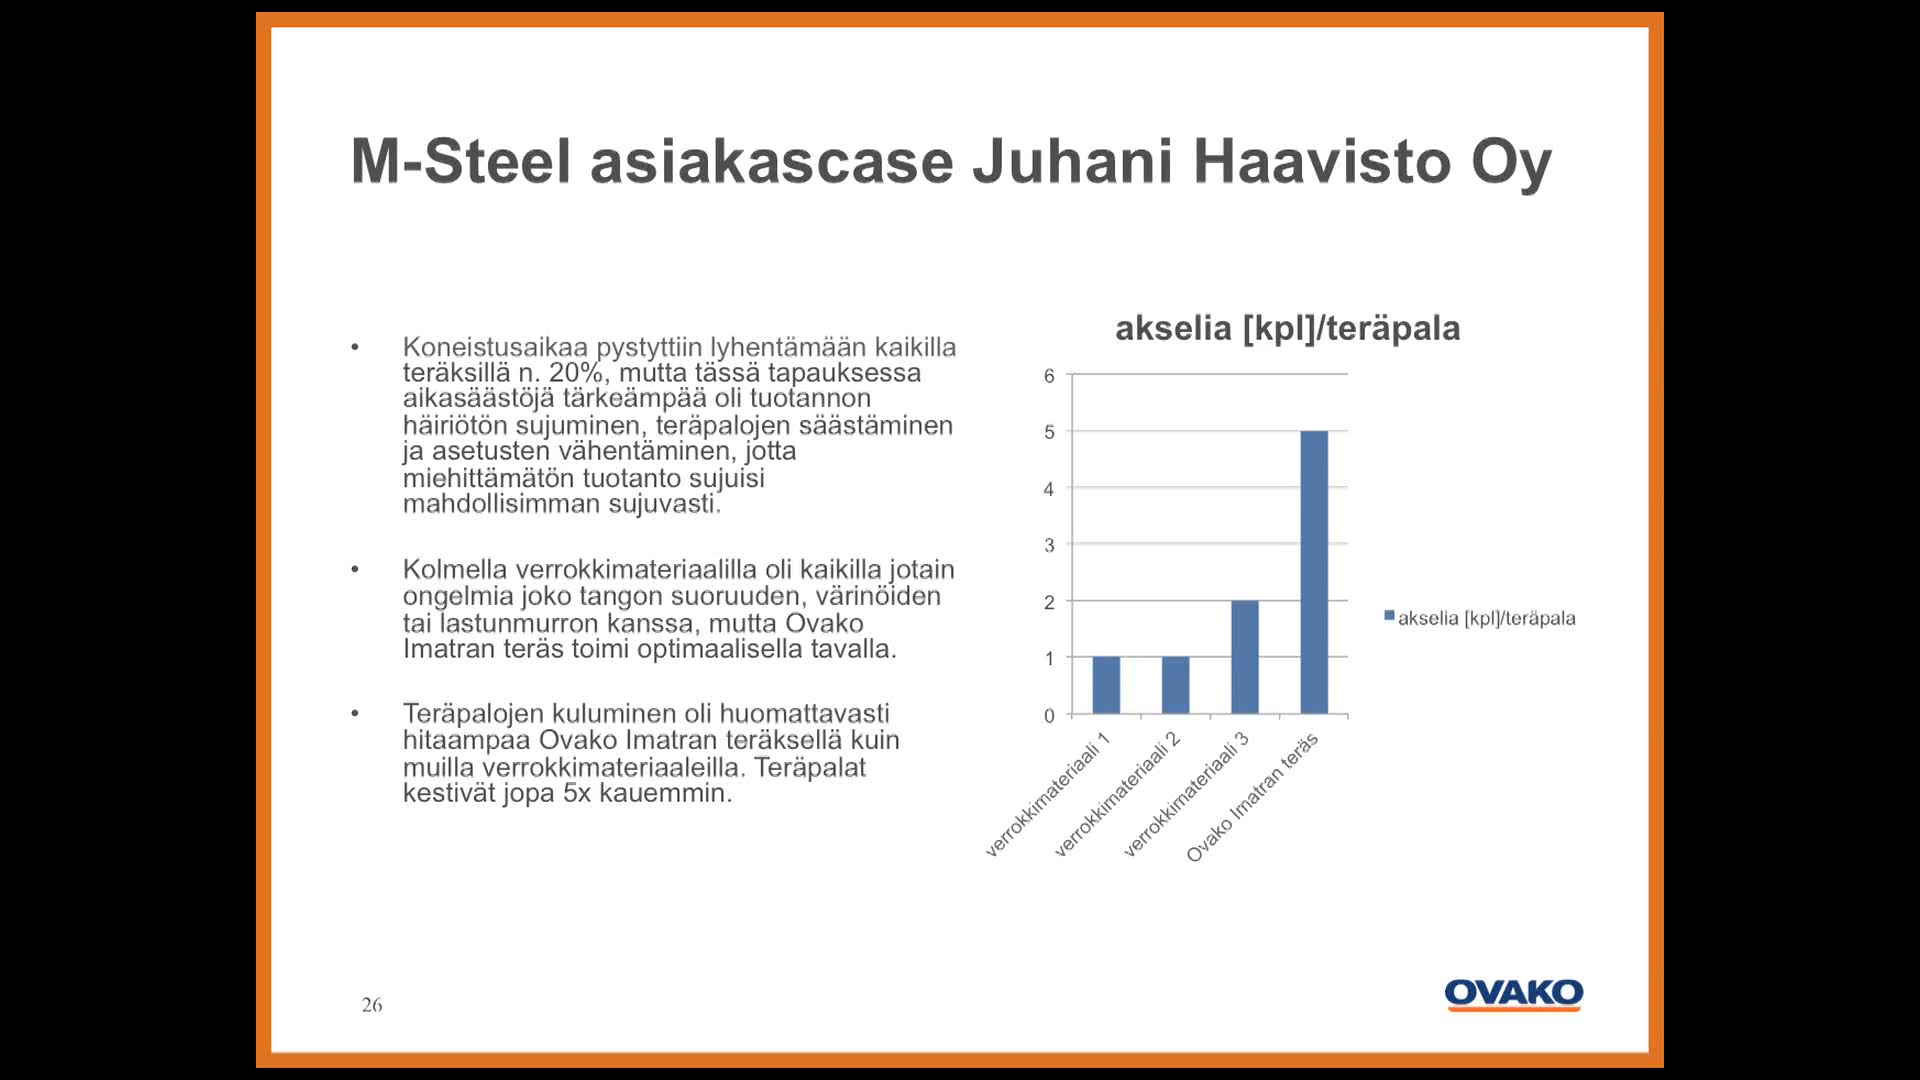 M-Steel asiakascase Juhani Haavisto Oy
• Koneistusaikaa pystyttiin lyhentämään kaikilla
teräksillä n. 20%, mutta tässä tapauksessa
aikasäästöjä tärkeämpää oli tuotannon
häiriötön sujuminen, teräpalojen säästäminen
ja asetusten vähentäminen, jotta
miehittämätön tuotanto sujuisi
mahdollisimman sujuvasti.
• Kolmella verrokkimateriaalilla oli kaikilla jotain
ongelmia joko tangon suoruuden, värinöiden
tai lastunmurron kanssa, mutta Ovako
Imatran teräs toimi optimaalisella tavalla.
• Teräpalojen kuluminen oli huomattavasti
hitaampaa Ovako Imatran teräksellä kuin
muilla verrokkimateriaaleilla. Teräpalat
kestivät jopa 5x kauemmin.
akselia [kpl]/teräpala
6
5
4
3
2
1
0
verrokkimateriaali 1
verrokkimateriaali 2
verrokkimateriaali 3
Ovako Imatran teräs
akselia [kpl]/teräpala
26
OVAKO